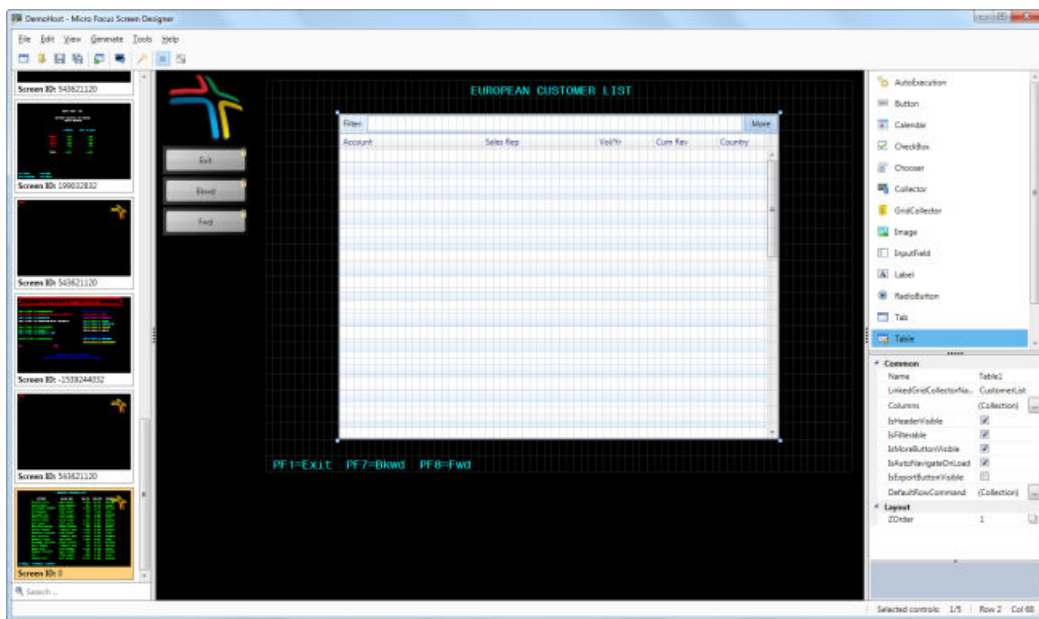 DemoHost - Micro Focus Screen Designer
File Edit View Generate Tools Help
Screen ID: 543621120
Screen ID: 199032832
Screen ID: 543621120
Screen ID: -1539244032
Screen ID: 543621120
Screen ID: 0
Search...
Exit
Bkwd
Fwd
EUROPEAN CUSTOMER LIST
Filter: More
Account Sales Rep Vol/Yr Cum Rev Country
PF1=Exit PF7=Bkwd PF8=Fwd
AutoExecution
Button
Calendar
CheckBox
Chooser
Collector
GridCollector
Image
InputField
Label
RadioButton
Tab
Table
Common
Name Table1
LinkedGridCollectorNa... CustomerList
Columns (Collection) ...
IsHeaderVisible
IsFilterable
IsMoreButtonVisible
IsAutoNavigateOnLoad
IsExportButtonVisible
DefaultRowCommand (Collection) ...
Layout
ZOrder 1
Selected controls: 1/5 Row 2 Col 68